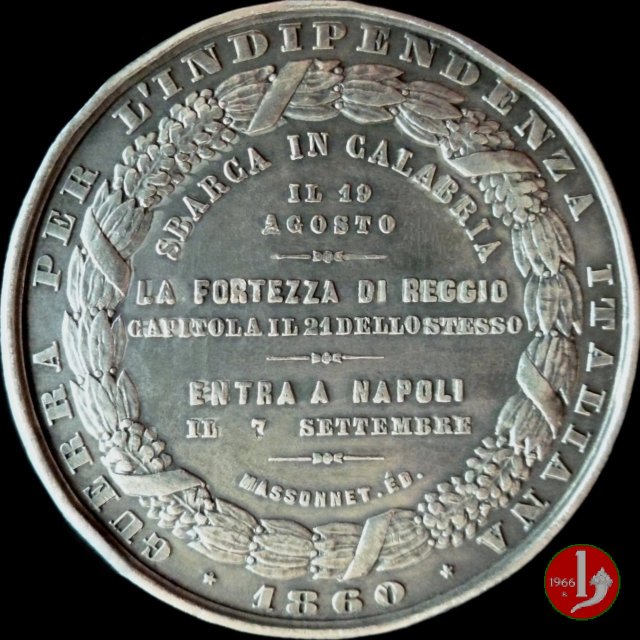 GUERRA PER L'INDIPENDENZA ITALIANA
SBARCA IN CALABRIA
IL 19
AGOSTO
LA FORTEZZA DI REGGIO
CAPITOLA IL 21 DELLO STESSO
ENTRA A NAPOLI
IL 7 SETTEMBRE
MASSONNET. ÉD.
* 1860 *
1966